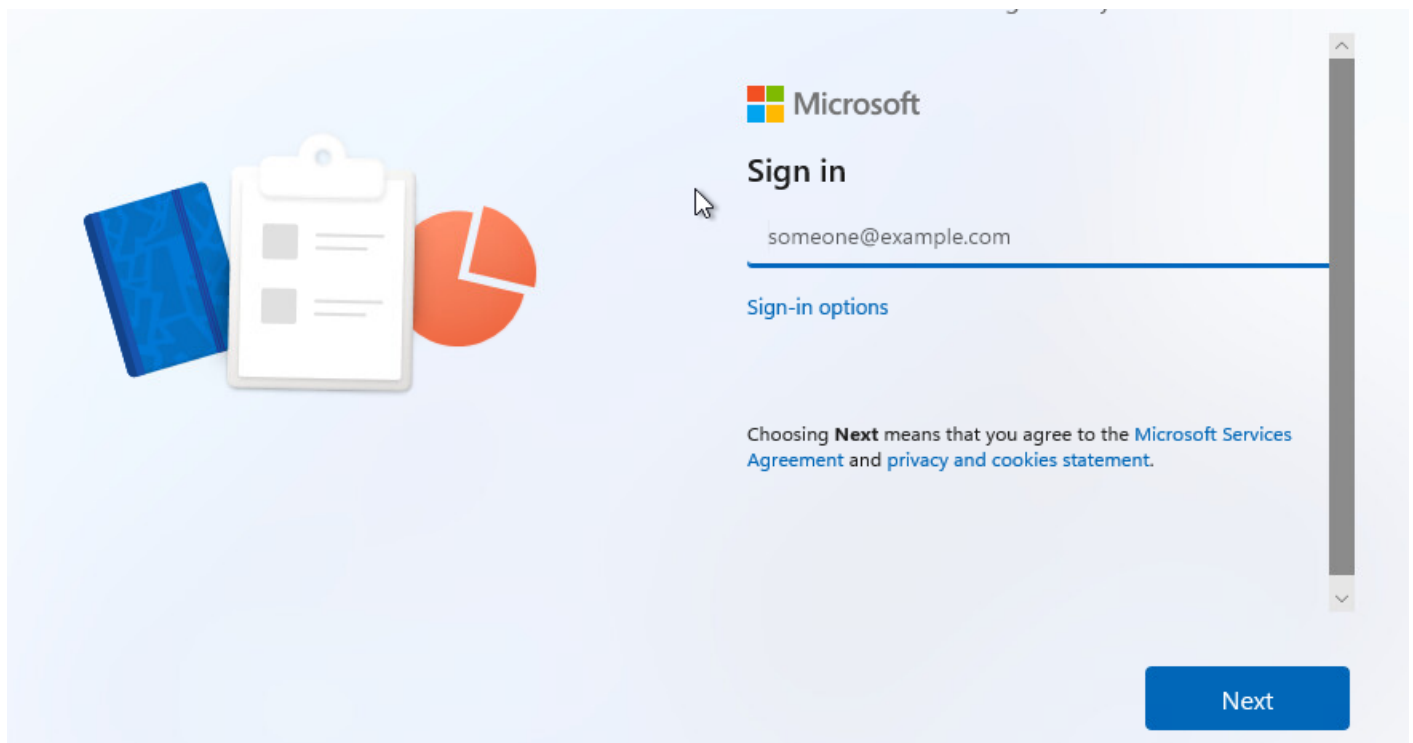 Microsoft
Sign in
someone@example.com
Sign-in options
Choosing Next means that you agree to the Microsoft Services
Agreement and privacy and cookies statement.
Next